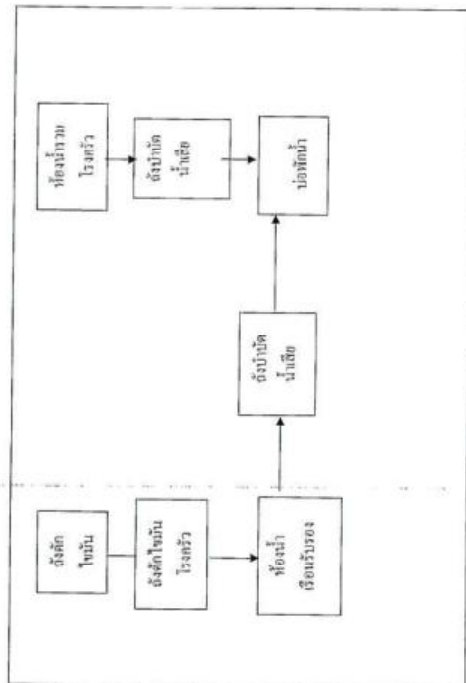 ถังดัก
ไขมัน
ถังดักไขมัน
โรงครัว
ห้องน้ำ
เรือนรับรอง
ถังบำบัด
น้ำเสีย
ห้องน้ำรวม
โรงครัว
ถังบำบัด
น้ำเสีย
บ่อพักน้ำ